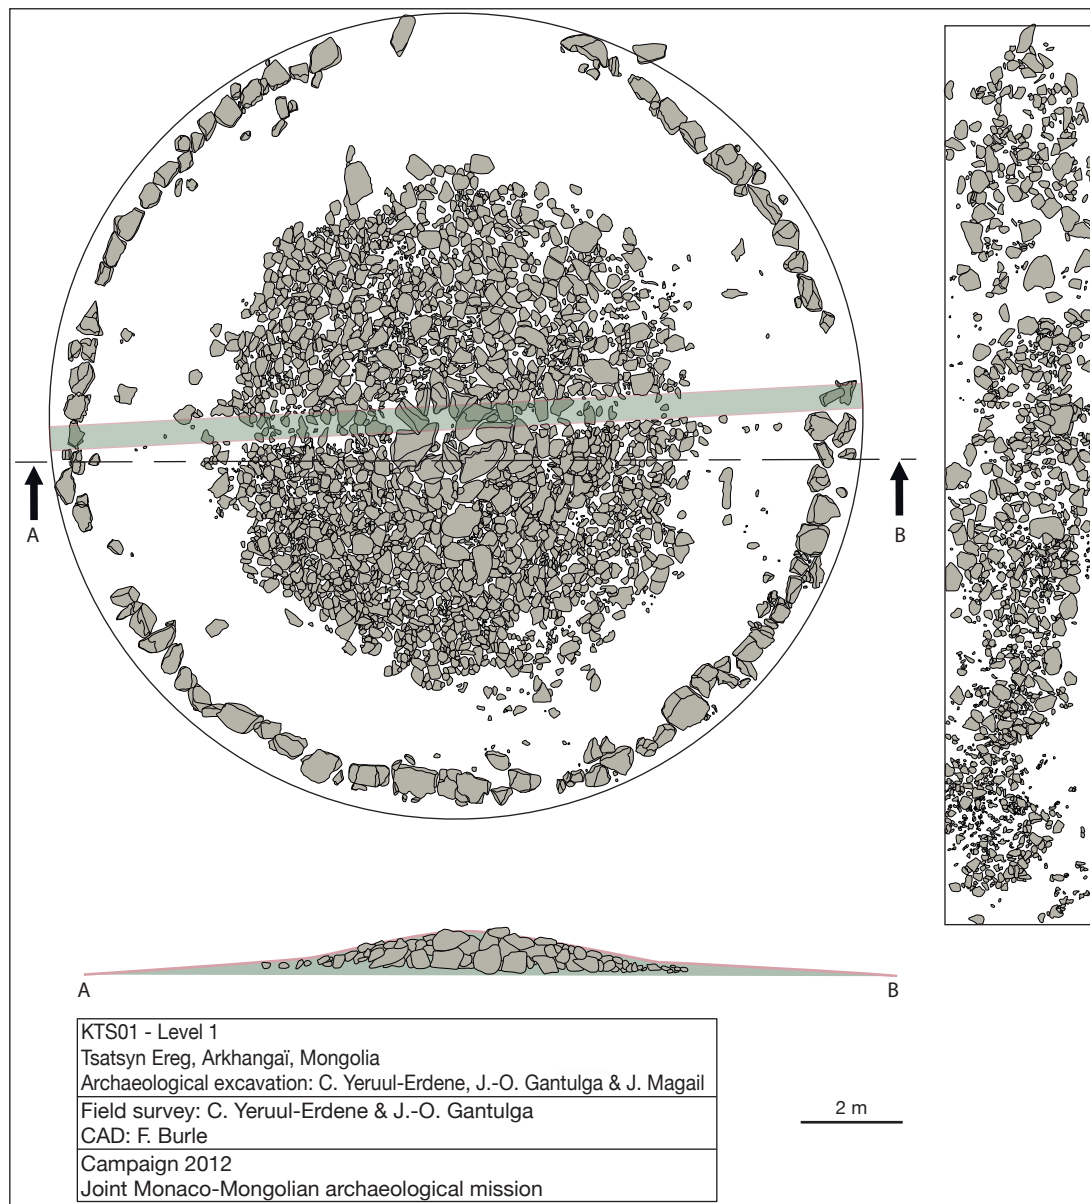 A
B
A
B
KTS01 - Level 1
Tsatsyn Ereg, Arkhangaï, Mongolia
Archaeological excavation: C. Yeruul-Erdene, J.-O. Gantulga & J. Magail
Field survey: C. Yeruul-Erdene & J.-O. Gantulga
CAD: F. Burle
Campaign 2012
Joint Monaco-Mongolian archaeological mission
2 m